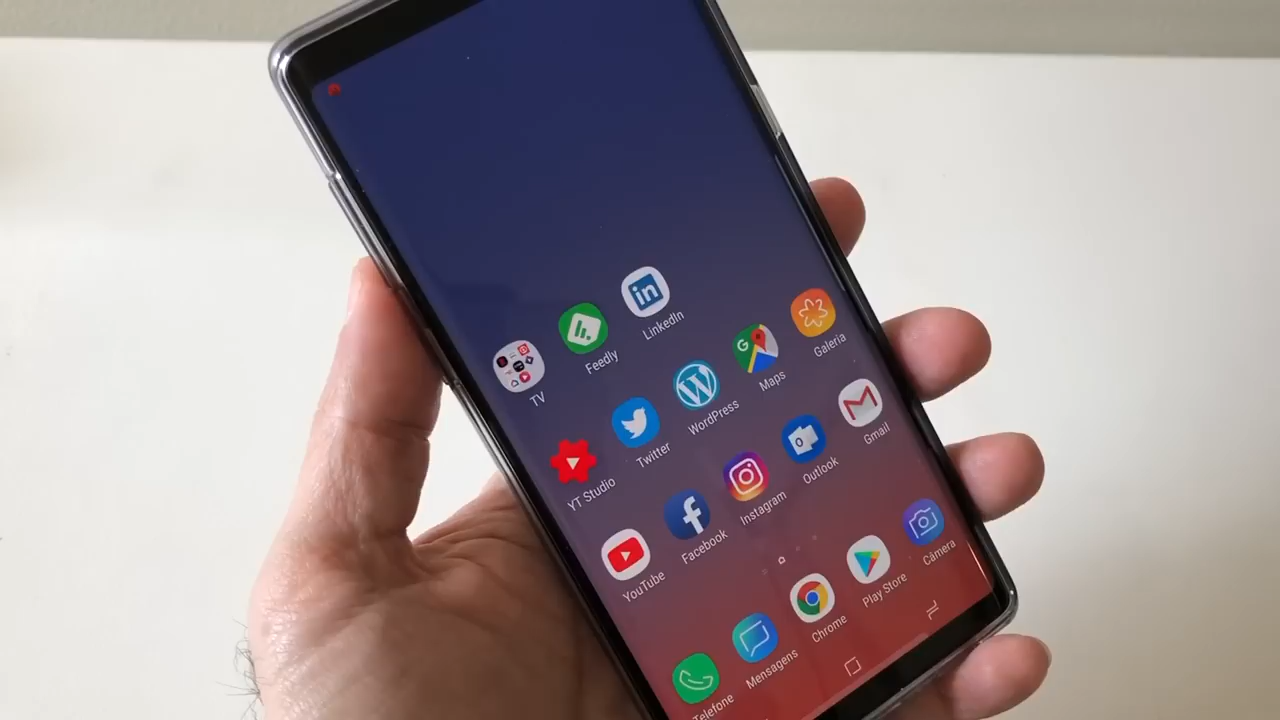 TV
Feedly
LinkedIn
YT Studio
Twitter
WordPress
Maps
Galeria
YouTube
Facebook
Instagram
Outlook
Gmail
Telefone
Mensagens
Chrome
Play Store
Câmera